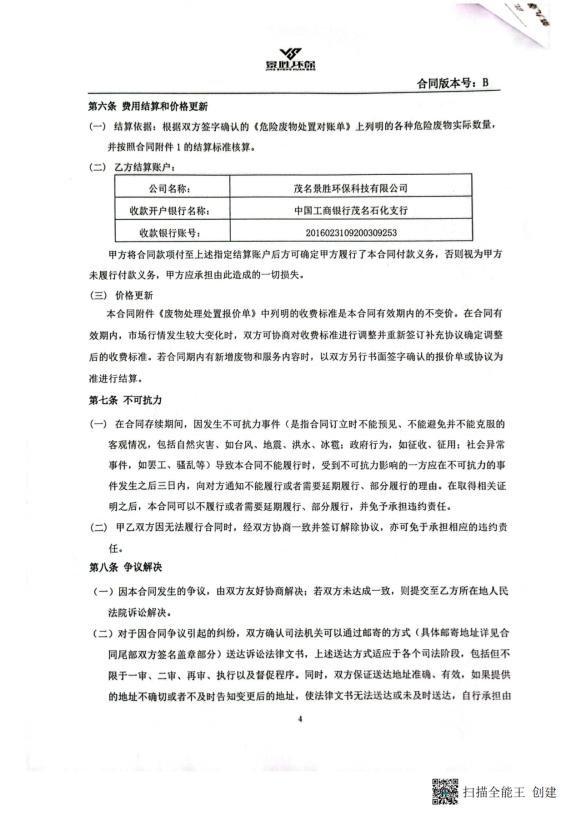 景胜环保
合同版本号：B
第六条 费用结算和价格更新
（一） 结算依据：根据双方签字确认的《危险废物处置对账单》上列明的各种危险废物实际数量，
并按照合同附件 1 的结算标准核算。
（二） 乙方结算账户：
公司名称： 茂名景胜环保科技有限公司
收款开户银行名称： 中国工商银行茂名石化支行
收款银行账号： 2016023109200309253
甲方将合同款项付至上述指定结算账户后方可确定甲方履行了本合同付款义务，否则视为甲方
未履行付款义务，甲方应承担由此造成的一切损失。
（三） 价格更新
本合同附件《废物处理处置报价单》中列明的收费标准是本合同有效期内的不变价。在合同有
效期内，市场行情发生较大变化时，双方可协商对收费标准进行调整并重新签订补充协议确定调整
后的收费标准。若合同期内有新增废物和服务内容时，以双方另行书面签字确认的报价单或协议为
准进行结算。
第七条 不可抗力
（一） 在合同存续期间，因发生不可抗力事件（是指合同订立时不能预见、不能避免并不能克服的
客观情况，包括自然灾害、如台风、地震、洪水、冰雹；政府行为，如征收、征用；社会异常
事件，如罢工、骚乱等）导致本合同不能履行时，受到不可抗力影响的一方应在不可抗力的事
件发生之后三日内，向对方通知不能履行或者需要延期履行、部分履行的理由。在取得相关证
明之后，本合同可以不履行或者需要延期履行、部分履行，并免予承担违约责任。
（二） 甲乙双方因无法履行合同时，经双方协商一致并签订解除协议，亦可免于承担相应的违约责
任。
第八条 争议解决
（一）因本合同发生的争议，由双方友好协商解决；若双方未达成一致，则提交至乙方所在地人民
法院诉讼解决。
（二）对于因合同争议引起的纠纷，双方确认司法机关可以通过邮寄的方式（具体邮寄地址详见合
同尾部双方签名盖章部分）送达诉讼法律文书，上述送达方式适应于各个司法阶段，包括但不
限于一审、二审、再审、执行以及督促程序。同时，双方保证送达地址准确、有效，如果提供
的地址不确切或者不及时告知变更后的地址，使法律文书无法送达或未及时送达，自行承担由
4
扫描全能王 创建